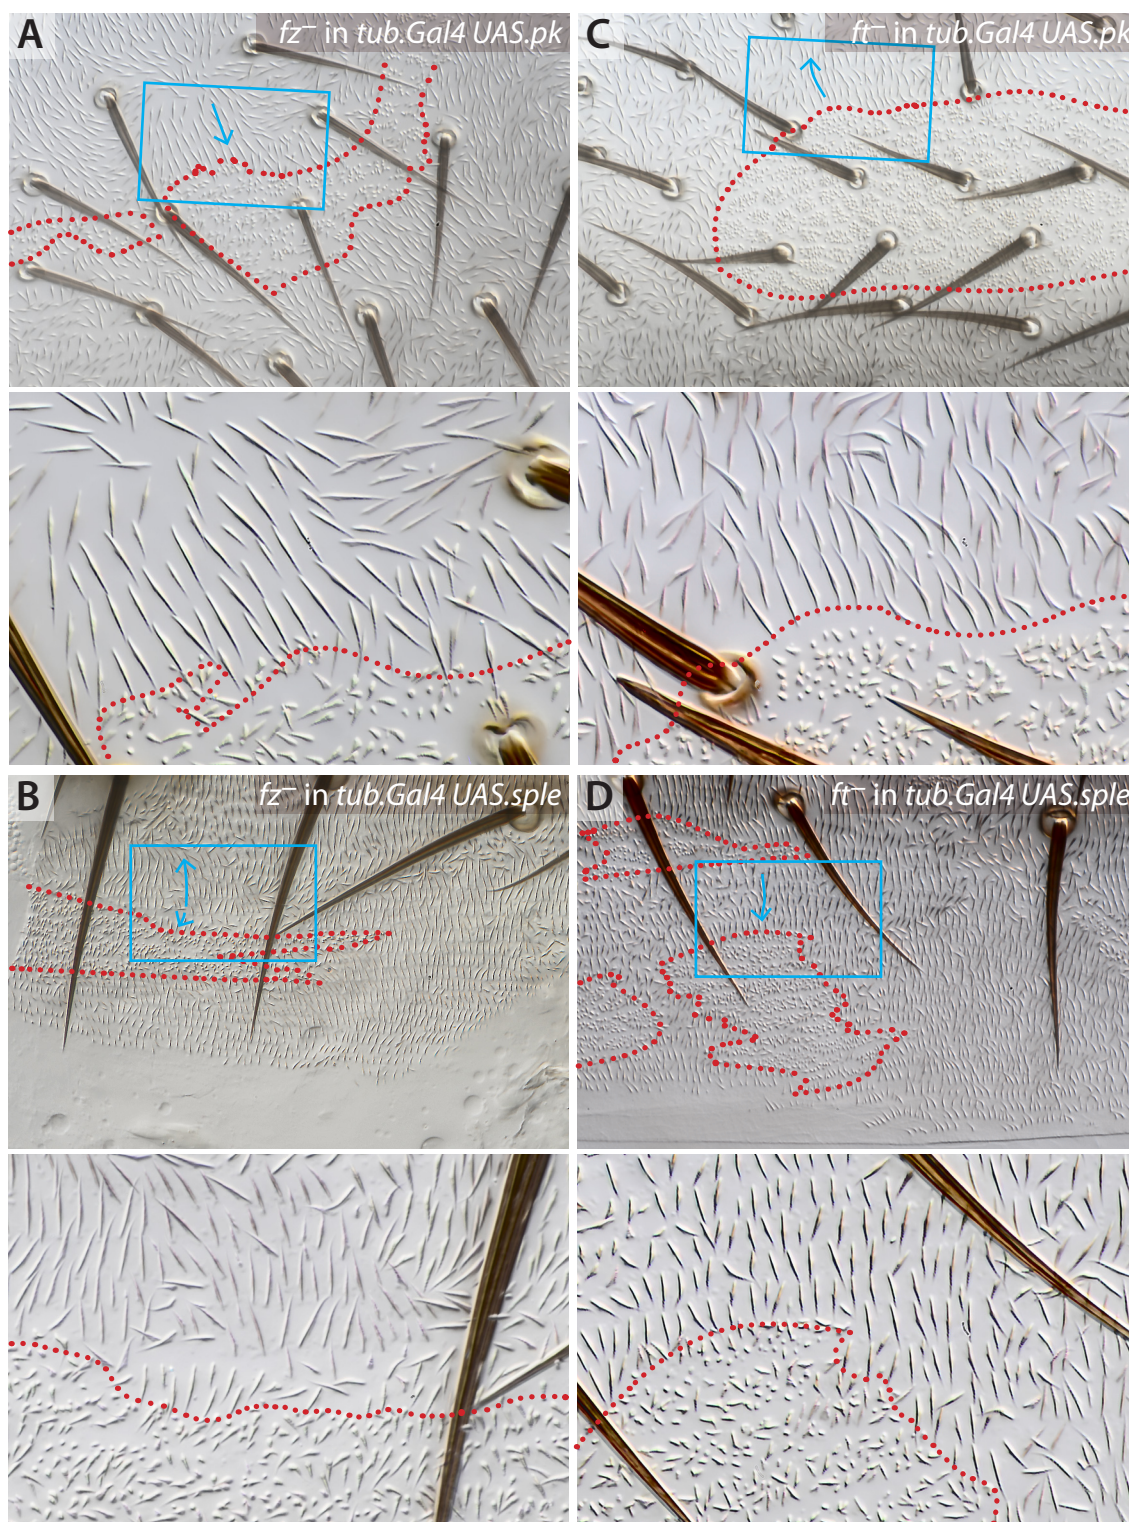 A
fz⁻ in tub.Gal4 UAS.pk
C
ft⁻ in tub.Gal4 UAS.pk
B
fz⁻ in tub.Gal4 UAS.sple
D
ft⁻ in tub.Gal4 UAS.sple